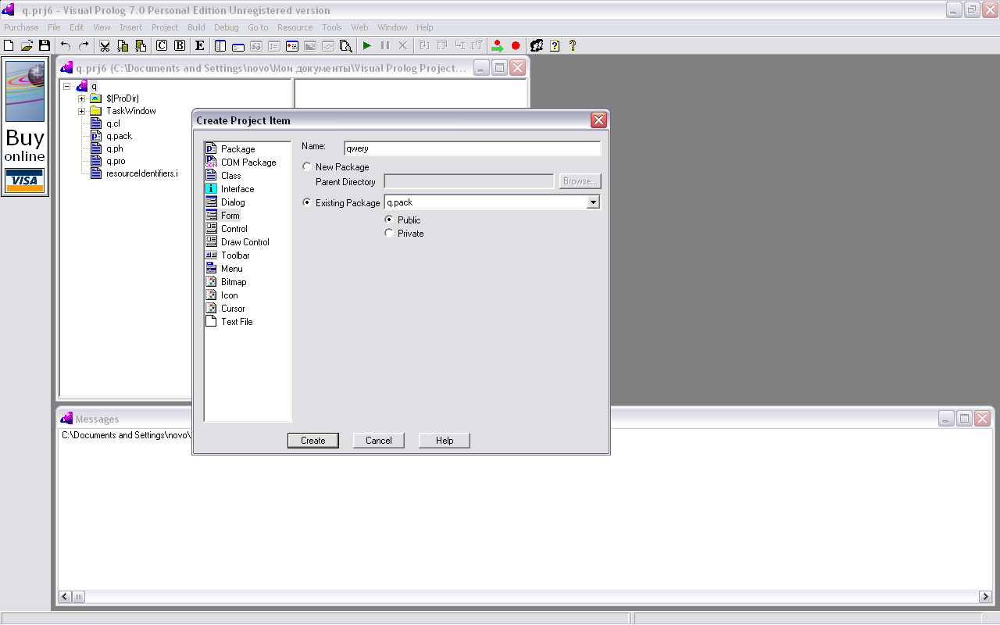 q.prj6 - Visual Prolog 7.0 Personal Edition Unregistered version
Purchase File Edit View Insert Project Build Debug Go to Resource Tools Web Window Help
Buy
online
VISA
q.prj6 (C:\Documents and Settings\novo\Мои документы\Visual Prolog Project...
q
$(ProDir)
TaskWindow
q.cl
q.pack
q.ph
q.pro
resourceIdentifiers.i
Create Project Item
Package
COM Package
Class
Interface
Dialog
Form
Control
Draw Control
Toolbar
Menu
Bitmap
Icon
Cursor
Text File
Name: qwery
New Package
Parent Directory Browse...
Existing Package q.pack
Public
Private
Create Cancel Help
Messages
C:\Documents and Settings\novo\